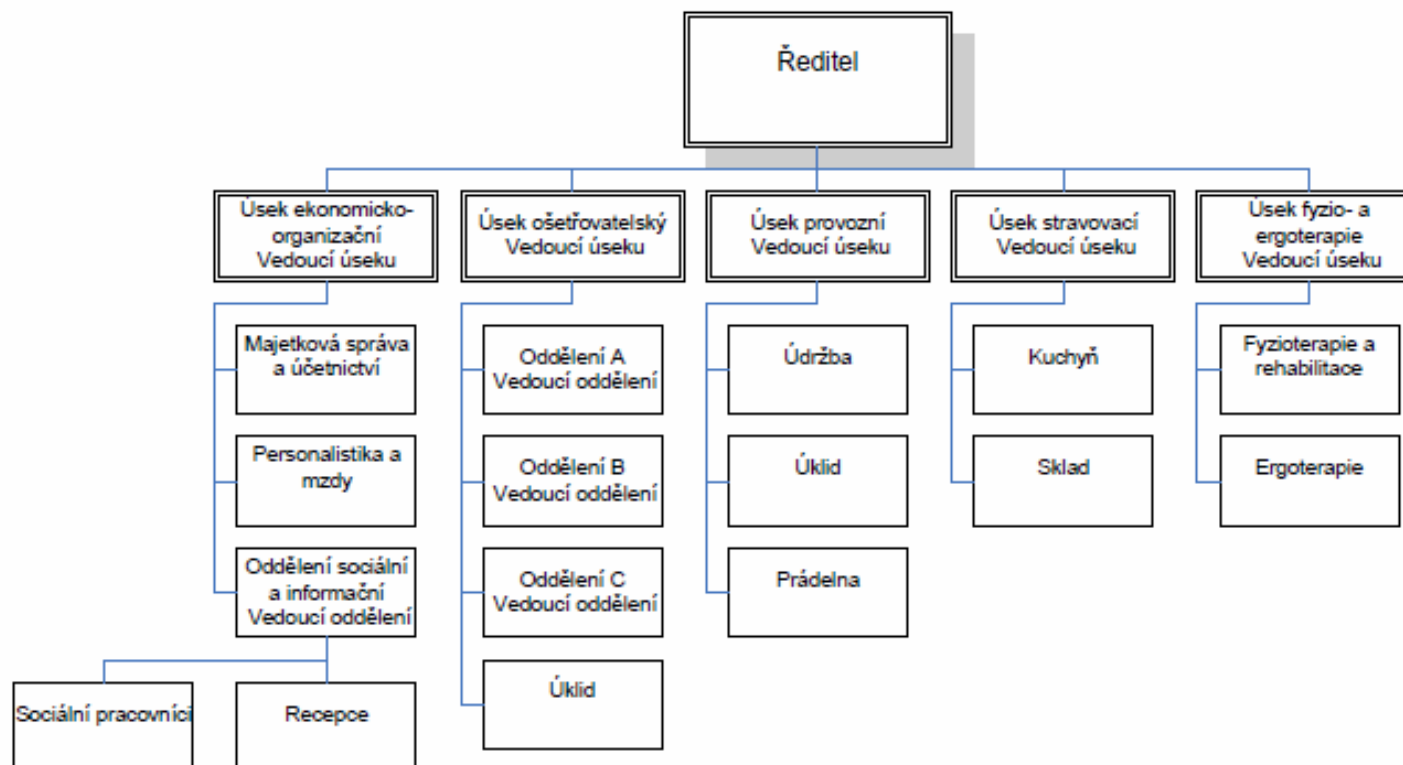 Ředitel
Úsek ekonomicko-
organizační
Vedoucí úseku
Úsek ošetřovatelský
Vedoucí úseku
Úsek provozní
Vedoucí úseku
Úsek stravovací
Vedoucí úseku
Úsek fyzio- a
ergoterapie
Vedoucí úseku
Majetková správa
a účetnictví
Oddělení A
Vedoucí oddělení
Údržba
Kuchyň
Fyzioterapie a
rehabilitace
Personalistika a
mzdy
Oddělení B
Vedoucí oddělení
Úklid
Sklad
Ergoterapie
Oddělení sociální
a informační
Vedoucí oddělení
Oddělení C
Vedoucí oddělení
Prádelna
Sociální pracovníci
Recepce
Úklid